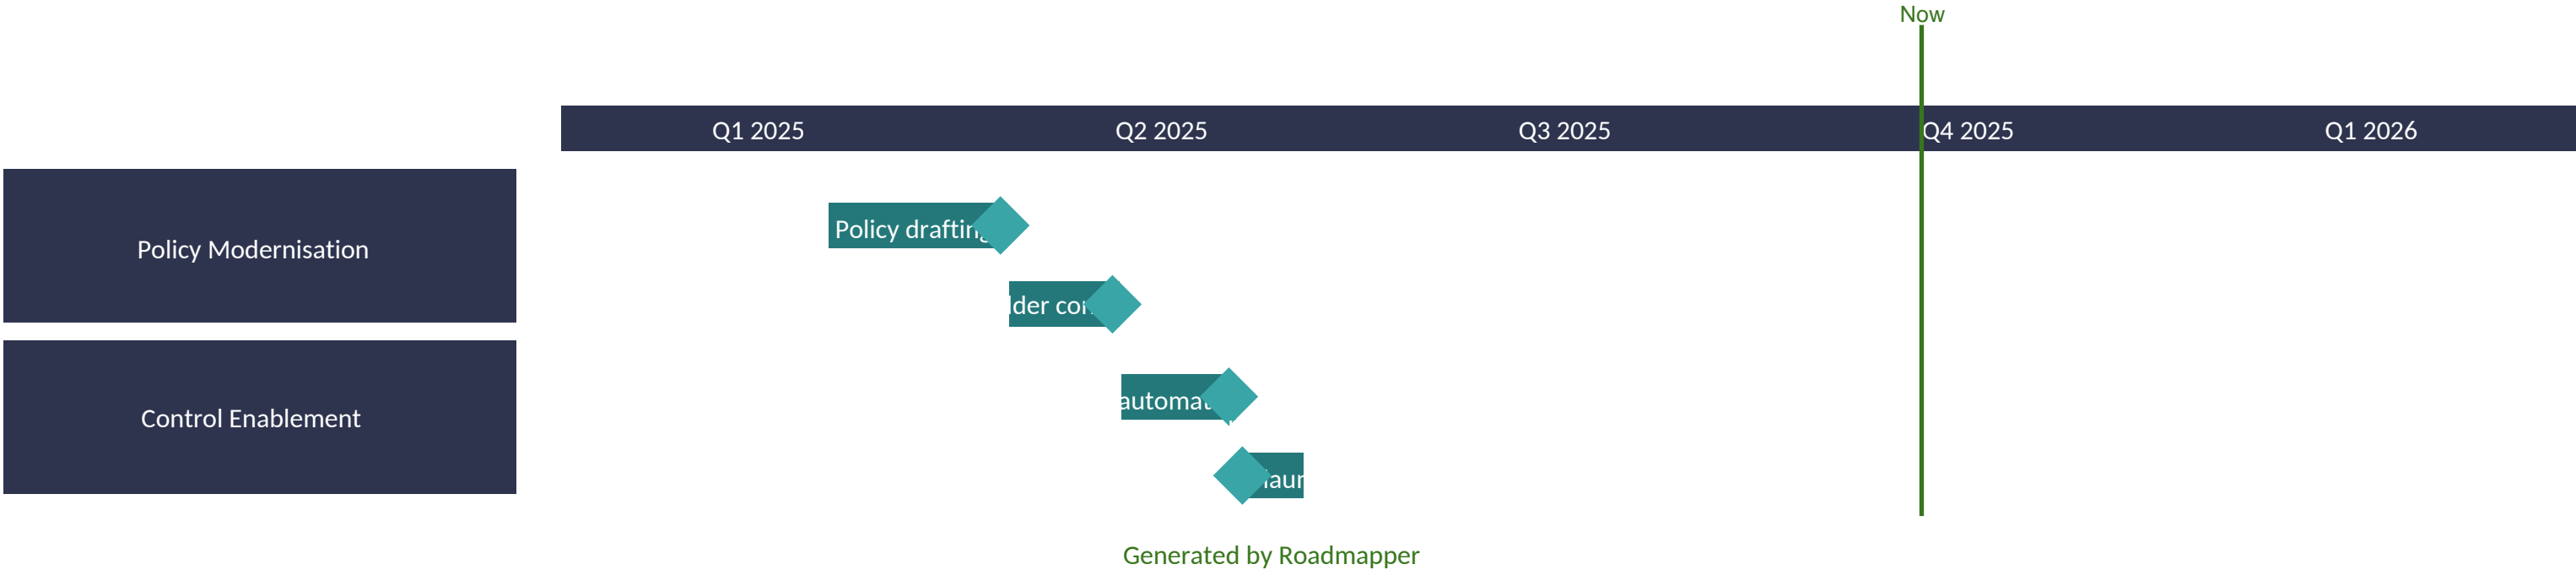 Now
Q1 2025 Q2 2025 Q3 2025 Q4 2025 Q1 2026
Policy Modernisation
Policy drafting
Control Enablement
Generated by Roadmapper